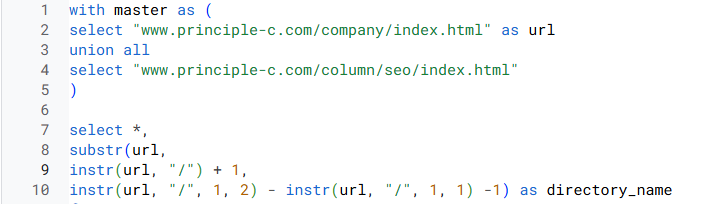 1 with master as (
2 select "www.principle-c.com/company/index.html" as url
3 union all
4 select "www.principle-c.com/column/seo/index.html"
5 )
6
7 select *,
8 substr(url,
9 instr(url, "/") + 1,
10 instr(url, "/", 1, 2) - instr(url, "/", 1, 1) -1) as directory_name